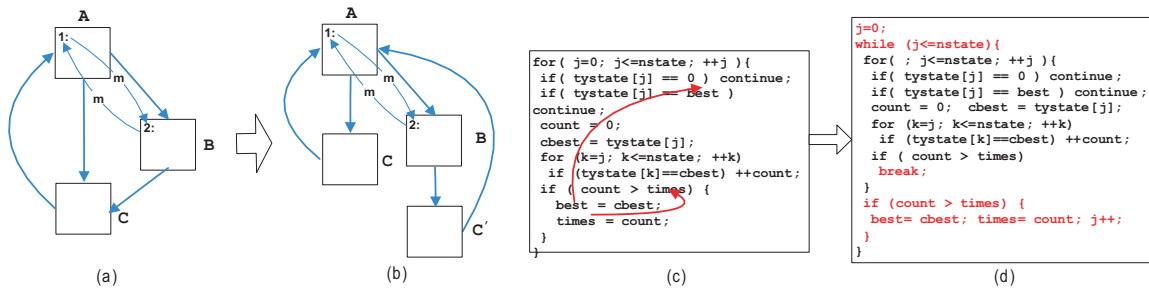 A
1:
m
m
2:
B
C
(a)
A
1:
m
m
2:
B
C
C'
(b)
for( j=0; j<=nstate; ++j ){
if( tystate[j] == 0 ) continue;
if( tystate[j] == best )
continue;
count = 0;
cbest = tystate[j];
for (k=j; k<=nstate; ++k)
if (tystate[k]==cbest) ++count;
if ( count > times) {
best = cbest;
times = count;
}
}
(c)
j=0;
while (j<=nstate){
for( ; j<=nstate; ++j ){
if( tystate[j] == 0 ) continue;
if( tystate[j] == best ) continue;
count = 0; cbest = tystate[j];
for (k=j; k<=nstate; ++k)
if (tystate[k]==cbest) ++count;
if ( count > times)
break;
}
if (count > times) {
best= cbest; times= count; j++;
}
}
(d)